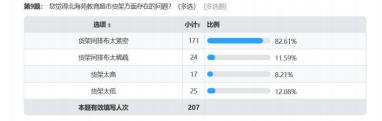 第9题： 您觉得北海苑教育超市货架方面存在的问题？（多选） [多选题]
选项 小计 比例
货架间排布太紧密 171 82.61%
货架间排布太稀疏 24 11.59%
货架太高 17 8.21%
货架太低 25 12.08%
本题有效填写人次 207